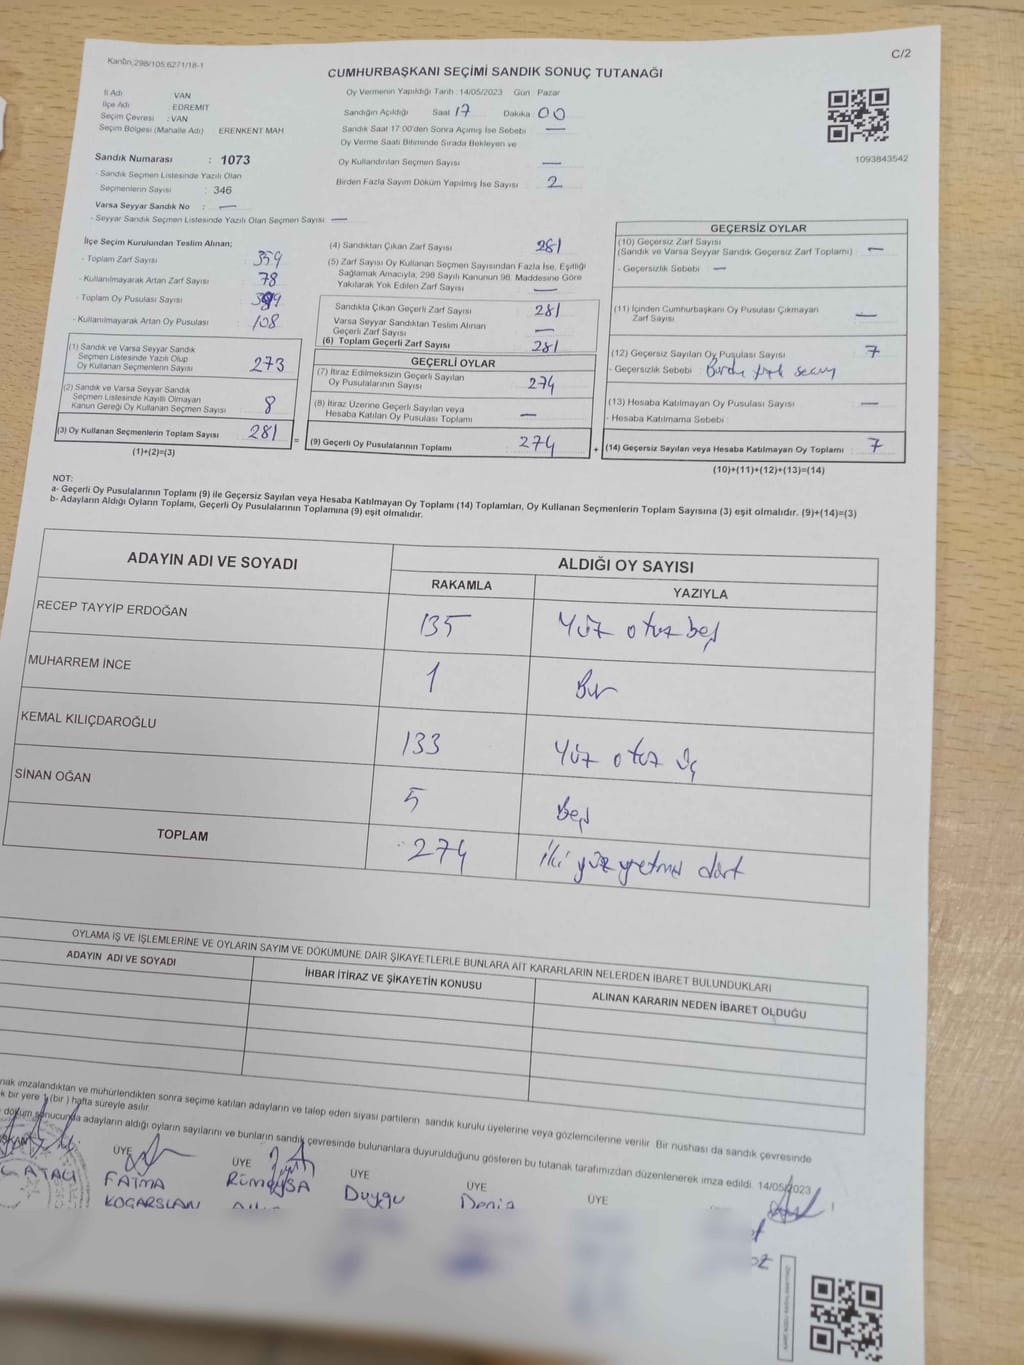 Kanun:298/105;6271/18-1
C/2
CUMHURBAŞKANI SEÇİMİ SANDIK SONUÇ TUTANAĞI
İl Adı VAN
İlçe Adı : EDREMIT
Seçim Çevresi : VAN
Seçim Bölgesi (Mahalle Adı) ERENKENT MAH
Sandık Numarası : 1073
- Sandık Seçmen Listesinde Yazılı Olan
Seçmenlerin Sayısı : 346
Varsa Seyyar Sandık No : —
- Seyyar Sandık Seçmen Listesinde Yazılı Olan Seçmen Sayısı : —
Oy Vermenin Yapıldığı Tarih : 14/05/2023 Gün : Pazar
Sandığın Açıldığı Saat 17 Dakika 00
Sandık Saat 17:00'den Sonra Açımış İse Sebebi —
Oy Verme Saati Bitiminde Sırada Bekleyen ve
Oy Kullandırılan Seçmen Sayısı —
Birden Fazla Sayım Döküm Yapılmış İse Sayısı 2
1093843542
İlçe Seçim Kurulundan Teslim Alınan;
- Toplam Zarf Sayısı 359
- Kullanılmayarak Artan Zarf Sayısı 78
- Toplam Oy Pusulası Sayısı
- Kullanılmayarak Artan Oy Pusulası 108
(1) Sandık ve Varsa Seyyar Sandık
Seçmen Listesinde Yazılı Olup
Oy Kullanan Seçmenlerin Sayısı 273
(2) Sandık ve Varsa Seyyar Sandık
Seçmen Listesinde Kayıtlı Olmayan
Kanun Gereği Oy Kullanan Seçmen Sayısı 8
(3) Oy Kullanan Seçmenlerin Toplam Sayısı 281 =
(1)+(2)=(3)
(4) Sandıktan Çıkan Zarf Sayısı 281
(5) Zarf Sayısı Oy Kullanan Seçmen Sayısından Fazla İse, Eşitliği
Sağlamak Amacıyla; 298 Sayılı Kanunun 98. Maddesine Göre
Yakılarak Yok Edilen Zarf Sayısı —
Sandıkta Çıkan Geçerli Zarf Sayısı 281
Varsa Seyyar Sandıktan Teslim Alınan
Geçerli Zarf Sayısı —
(6) Toplam Geçerli Zarf Sayısı 281
GEÇERLİ OYLAR
(7) İtiraz Edilmeksizin Geçerli Sayılan
Oy Pusulalarının Sayısı 274
(8) İtiraz Üzerine Geçerli Sayılan veya
Hesaba Katılan Oy Pusulası Toplamı —
(9) Geçerli Oy Pusulalarının Toplamı 274 +
GEÇERSİZ OYLAR
(10) Geçersiz Zarf Sayısı
(Sandık ve Varsa Seyyar Sandık Geçersiz Zarf Toplamı) : —
- Geçersizlik Sebebi : —
(11) İçinden Cumhurbaşkanı Oy Pusulası Çıkmayan
Zarf Sayısı —
(12) Geçersiz Sayılan Oy Pusulası Sayısı 7
- Geçersizlik Sebebi :
(13) Hesaba Katılmayan Oy Pusulası Sayısı —
- Hesaba Katılmama Sebebi
(14) Geçersiz Sayılan veya Hesaba Katılmayan Oy Toplamı : 7
(10)+(11)+(12)+(13)=(14)
NOT:
a- Geçerli Oy Pusulalarının Toplamı (9) ile Geçersiz Sayılan veya Hesaba Katılmayan Oy Toplamı (14) Toplamları, Oy Kullanan Seçmenlerin Toplam Sayısına (3) eşit olmalıdır. (9)+(14)=(3)
b- Adayların Aldığı Oyların Toplamı, Geçerli Oy Pusulalarının Toplamına (9) eşit olmalıdır.
ADAYIN ADI VE SOYADI ALDIĞI OY SAYISI
RAKAMLA YAZIYLA
RECEP TAYYİP ERDOĞAN 135 Yüz otuz beş
MUHARREM İNCE 1 Bir
KEMAL KILIÇDAROĞLU 133 Yüz otuz üç
SİNAN OĞAN 5 Beş
TOPLAM 274 iki yüz yetmiş dört
OYLAMA İŞ VE İŞLEMLERİNE VE OYLARIN SAYIM VE DÖKÜMÜNE DAİR ŞİKAYETLERLE BUNLARA AİT KARARLARIN NELERDEN İBARET BULUNDUKLARI
ADAYIN ADI VE SOYADI İHBAR İTİRAZ VE ŞİKAYETİN KONUSU ALINAN KARARIN NEDEN İBARET OLDUĞU
nak imzalandıktan ve mühürlendikten sonra seçime katılan adayların ve talep eden siyasi partilerin sandık kurulu üyelerine veya gözlemcilerine verilir. Bir nüshası da sandık çevresinde
k bir yere 1 (bir) hafta süreyle asılır.
döküm sonucunda adayların aldığı oyların sayılarını ve bunların sandık çevresinde bulunanlara duyurulduğunu gösteren bu tutanak tarafımızdan düzenlenerek imza edildi. 14/05/2023
ÜYE ÜYE ÜYE ÜYE ÜYE
FATMA RÜMEYSA Duygu Deniz
KOÇARSLAN